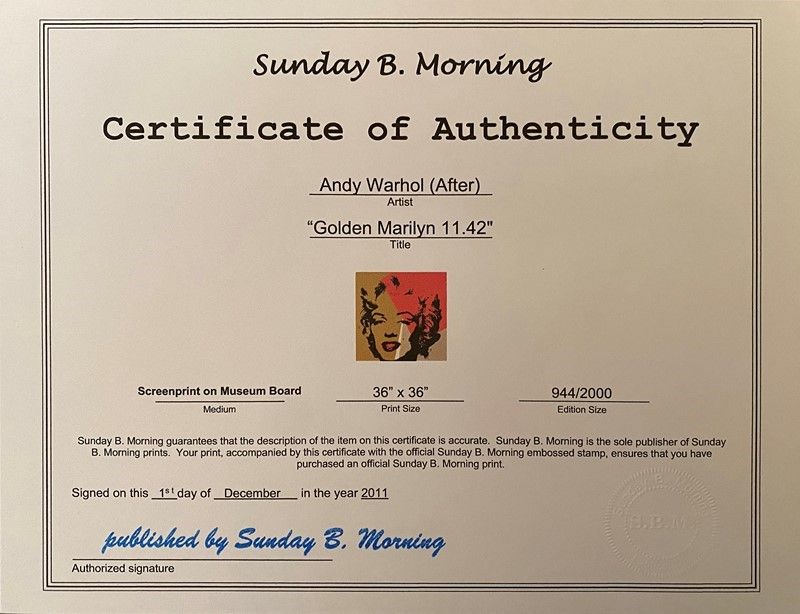 Sunday B. Morning
Certificate of Authenticity
Andy Warhol (After)
Artist
“Golden Marilyn 11.42"
Title
Screenprint on Museum Board
Medium
36” x 36”
Print Size
944/2000
Edition Size
Sunday B. Morning guarantees that the description of the item on this certificate is accurate. Sunday B. Morning is the sole publisher of Sunday
B. Morning prints. Your print, accompanied by this certificate with the official Sunday B. Morning embossed stamp, ensures that you have
purchased an official Sunday B. Morning print.
Signed on this 1st day of December in the year 2011
published by Sunday B. Morning
Authorized signature
S.B.M